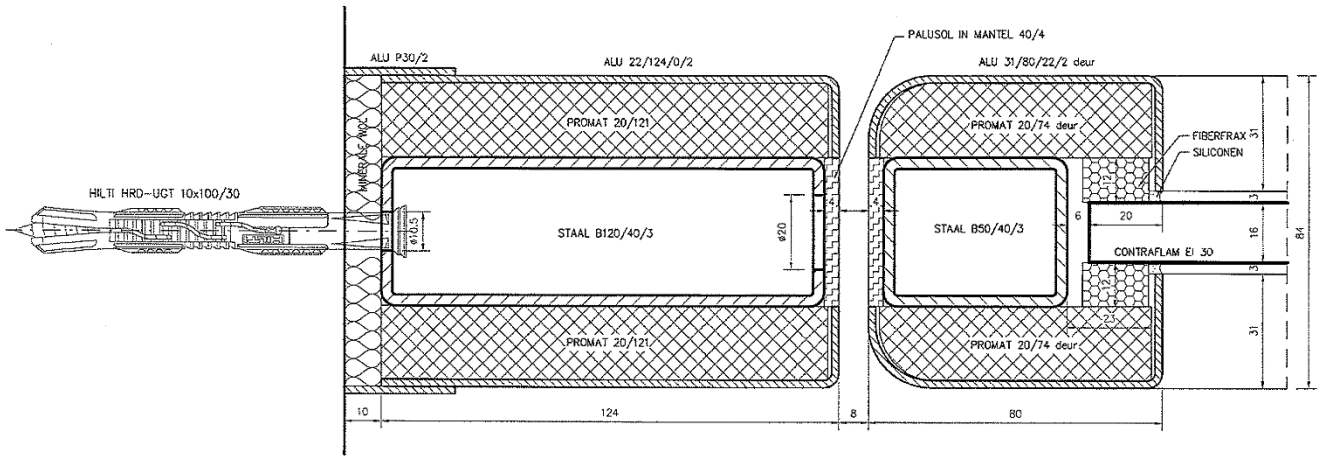 PALUSOL IN MANTEL 40/4
ALU P30/2
ALU 22/124/0/2
ALU 31/80/22/2 deur
PROMAT 20/121
PROMAT 20/74 deur
FIBERFRAX
SILICONEN
31
MINERALE WOL
HILTI HRD-UGT 10x100/30
12
3
ø10.5
STAAL B120/40/3
ø20
4
4
STAAL B50/40/3
6
20
16
84
CONTRAFLAM EI 30
3
12
23
PROMAT 20/121
PROMAT 20/74 deur
31
10
124
8
80